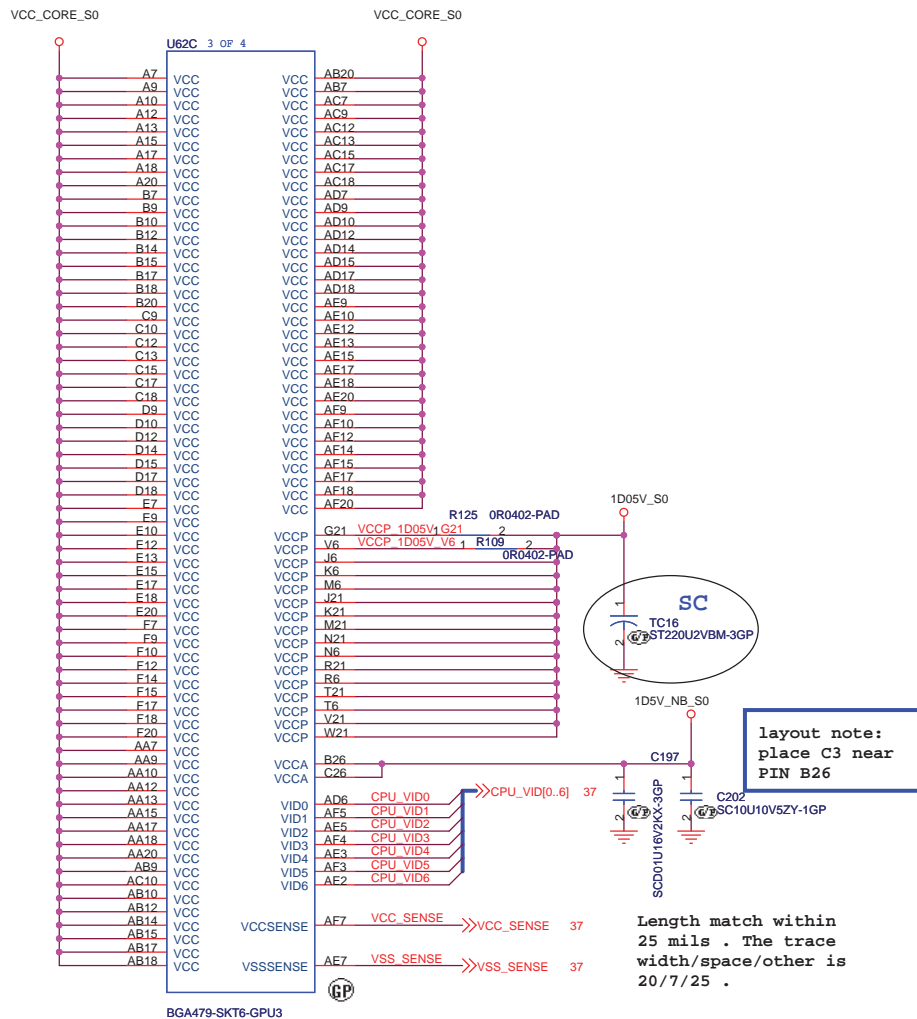 VCC_CORE_S0 VCC_CORE_S0
U62C 3 OF 4
A7 VCC VCC AB20
A9 VCC VCC AB7
A10 VCC VCC AC7
A12 VCC VCC AC9
A13 VCC VCC AC12
A15 VCC VCC AC13
A17 VCC VCC AC15
A18 VCC VCC AC17
A20 VCC VCC AC18
B7 VCC VCC AD7
B9 VCC VCC AD9
B10 VCC VCC AD10
B12 VCC VCC AD12
B14 VCC VCC AD14
B15 VCC VCC AD15
B17 VCC VCC AD17
B18 VCC VCC AD18
B20 VCC VCC AE9
C9 VCC VCC AE10
C10 VCC VCC AE12
C12 VCC VCC AE13
C13 VCC VCC AE15
C15 VCC VCC AE17
C17 VCC VCC AE18
C18 VCC VCC AE20
D9 VCC VCC AF9
D10 VCC VCC AF10
D12 VCC VCC AF12
D14 VCC VCC AF14
D15 VCC VCC AF15
D17 VCC VCC AF17
D18 VCC VCC AF18
E7 VCC VCC AF20
E9 VCC
1D05V_S0
R125 0R0402-PAD
E10 VCC VCCP G21 VCCP_1D05V_G21 1 2
E12 VCC VCCP V6 VCCP_1D05V_V6 1 R109 2
0R0402-PAD
E13 VCC VCCP J6
E15 VCC VCCP K6
E17 VCC VCCP M6
E18 VCC VCCP J21
E20 VCC VCCP K21
F7 VCC VCCP M21
F9 VCC VCCP N21
F10 VCC VCCP N6
F12 VCC VCCP R21
F14 VCC VCCP R6
F15 VCC VCCP T21
F17 VCC VCCP T6
F18 VCC VCCP V21
F20 VCC VCCP W21
SC
1
TC16
2 G/P ST220U2VBM-3GP
1D5V_NB_S0
AA7 VCC
AA9 VCC VCCA B26 C197
AA10 VCC VCCA C26
AA12 VCC
AA13 VCC VID0 AD6 CPU_VID0 CPU_VID[0..6] 37
AA15 VCC VID1 AF5 CPU_VID1
AA17 VCC VID2 AE5 CPU_VID2
AA18 VCC VID3 AF4 CPU_VID3
AA20 VCC VID4 AE3 CPU_VID4
AB9 VCC VID5 AF3 CPU_VID5
AC10 VCC VID6 AE2 CPU_VID6
AB10 VCC
AB12 VCC
AB14 VCC VCCSENSE AF7 VCC_SENSE VCC_SENSE 37
AB15 VCC
AB17 VCC
AB18 VCC VSSSENSE AE7 VSS_SENSE VSS_SENSE 37
GP
BGA479-SKT6-GPU3
1 1
2 G/P SCD01U16V2KX-3GP
C202
2 G/P SC10U10V5ZY-1GP
layout note:
place C3 near
PIN B26
Length match within
25 mils . The trace
width/space/other is
20/7/25 .